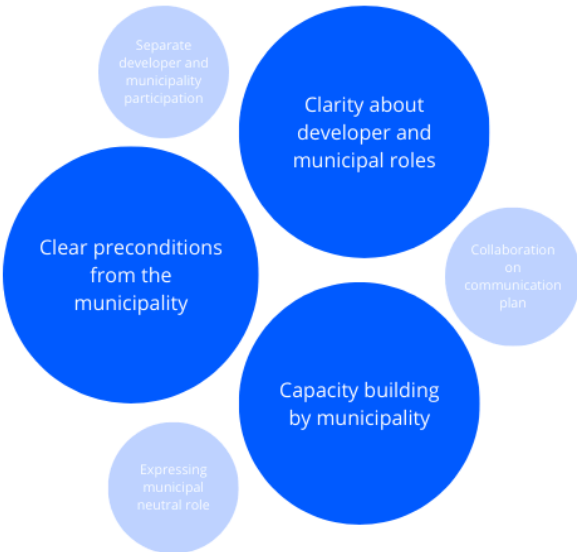 Separate
developer and
municipality
participation
Clarity about
developer and
municipal roles
Clear preconditions
from the
municipality
Collaboration
on
communication
plan
Capacity building
by municipality
Expressing
municipal
neutral role